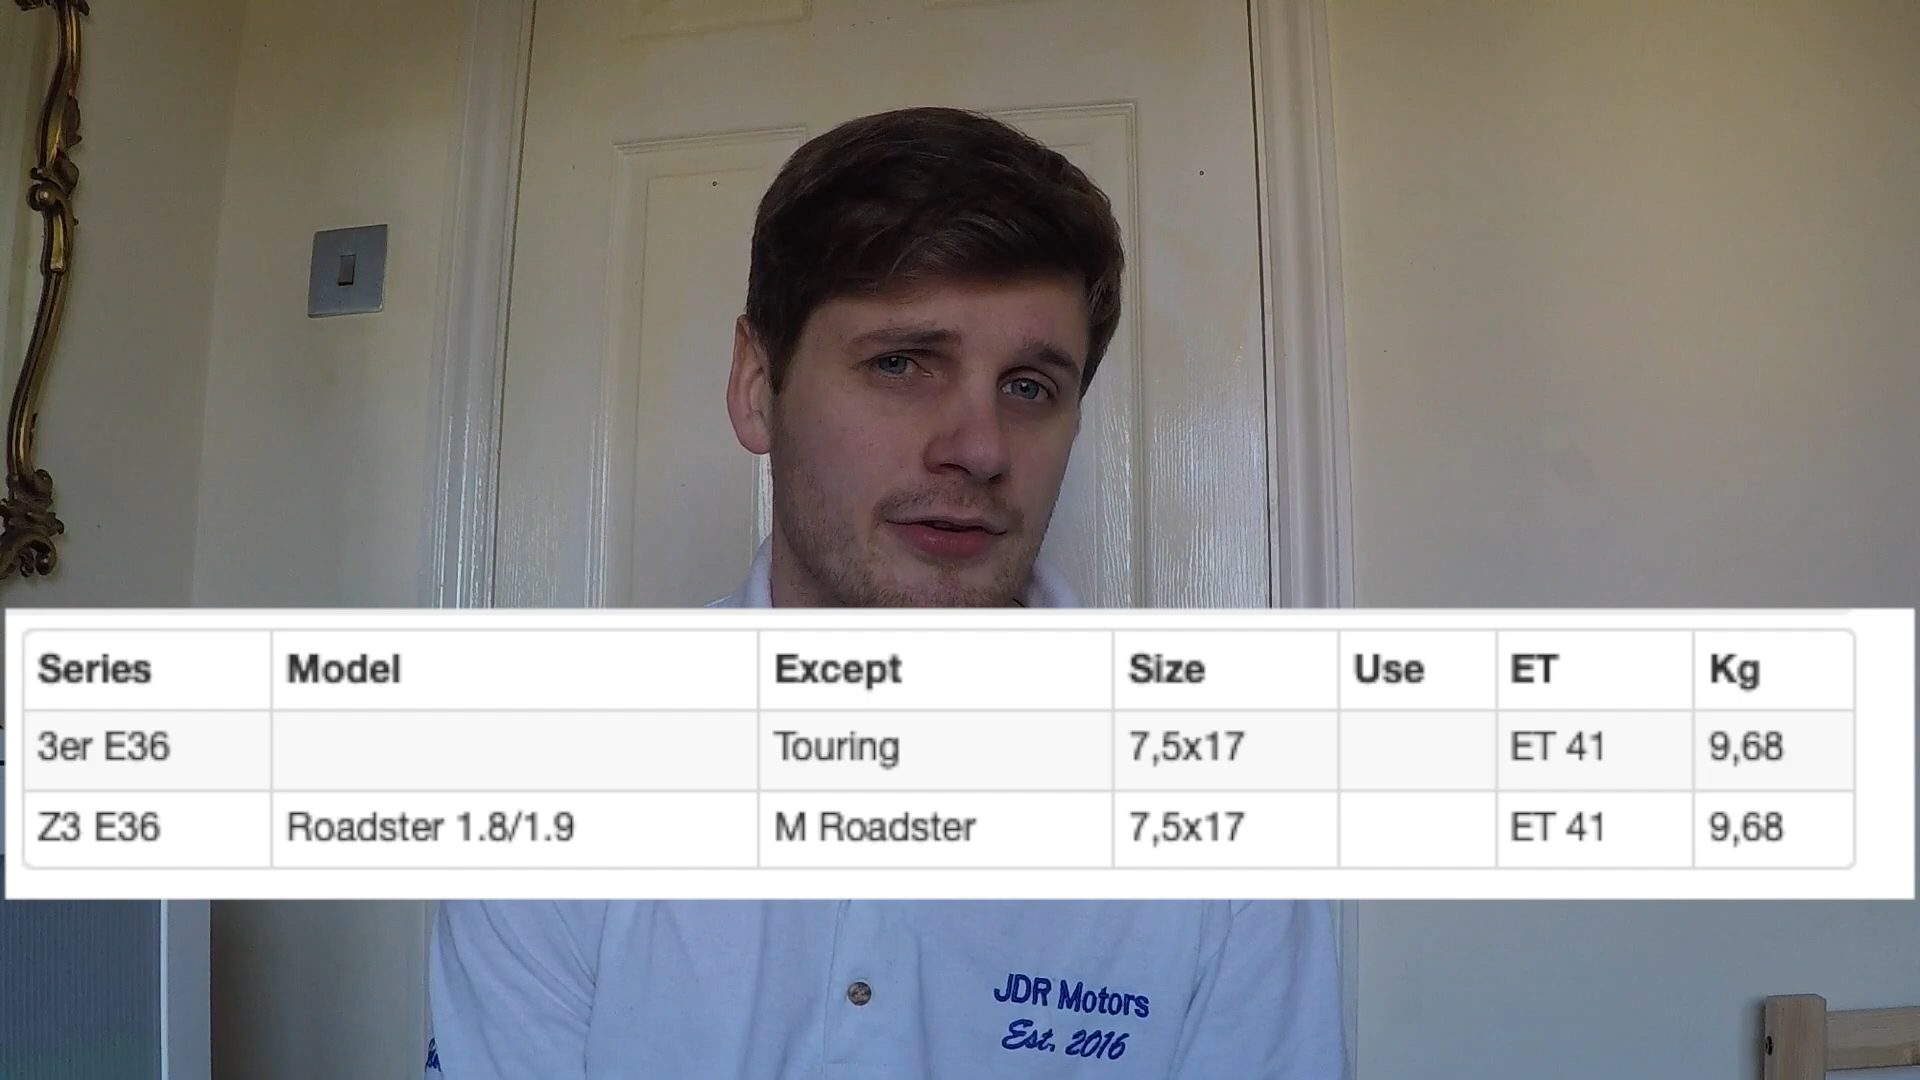 Series Model Except Size Use ET Kg
3er E36 Touring 7,5x17 ET 41 9,68
Z3 E36 Roadster 1.8/1.9 M Roadster 7,5x17 ET 41 9,68
JDR Motors
Est. 2016